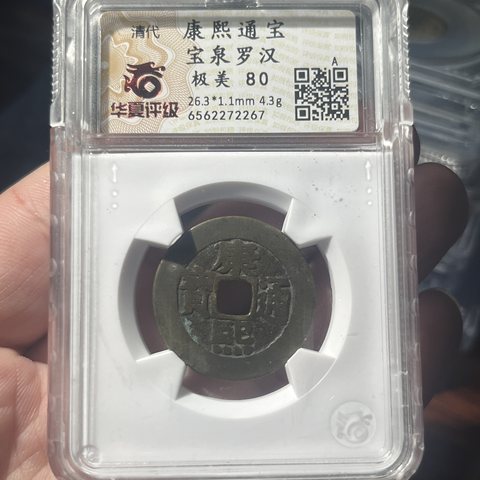 清代 康熙通宝
宝泉罗汉
极美 80
A
华夏评级
26.3*1.1mm 4.3g
6562272267
康熙通寶